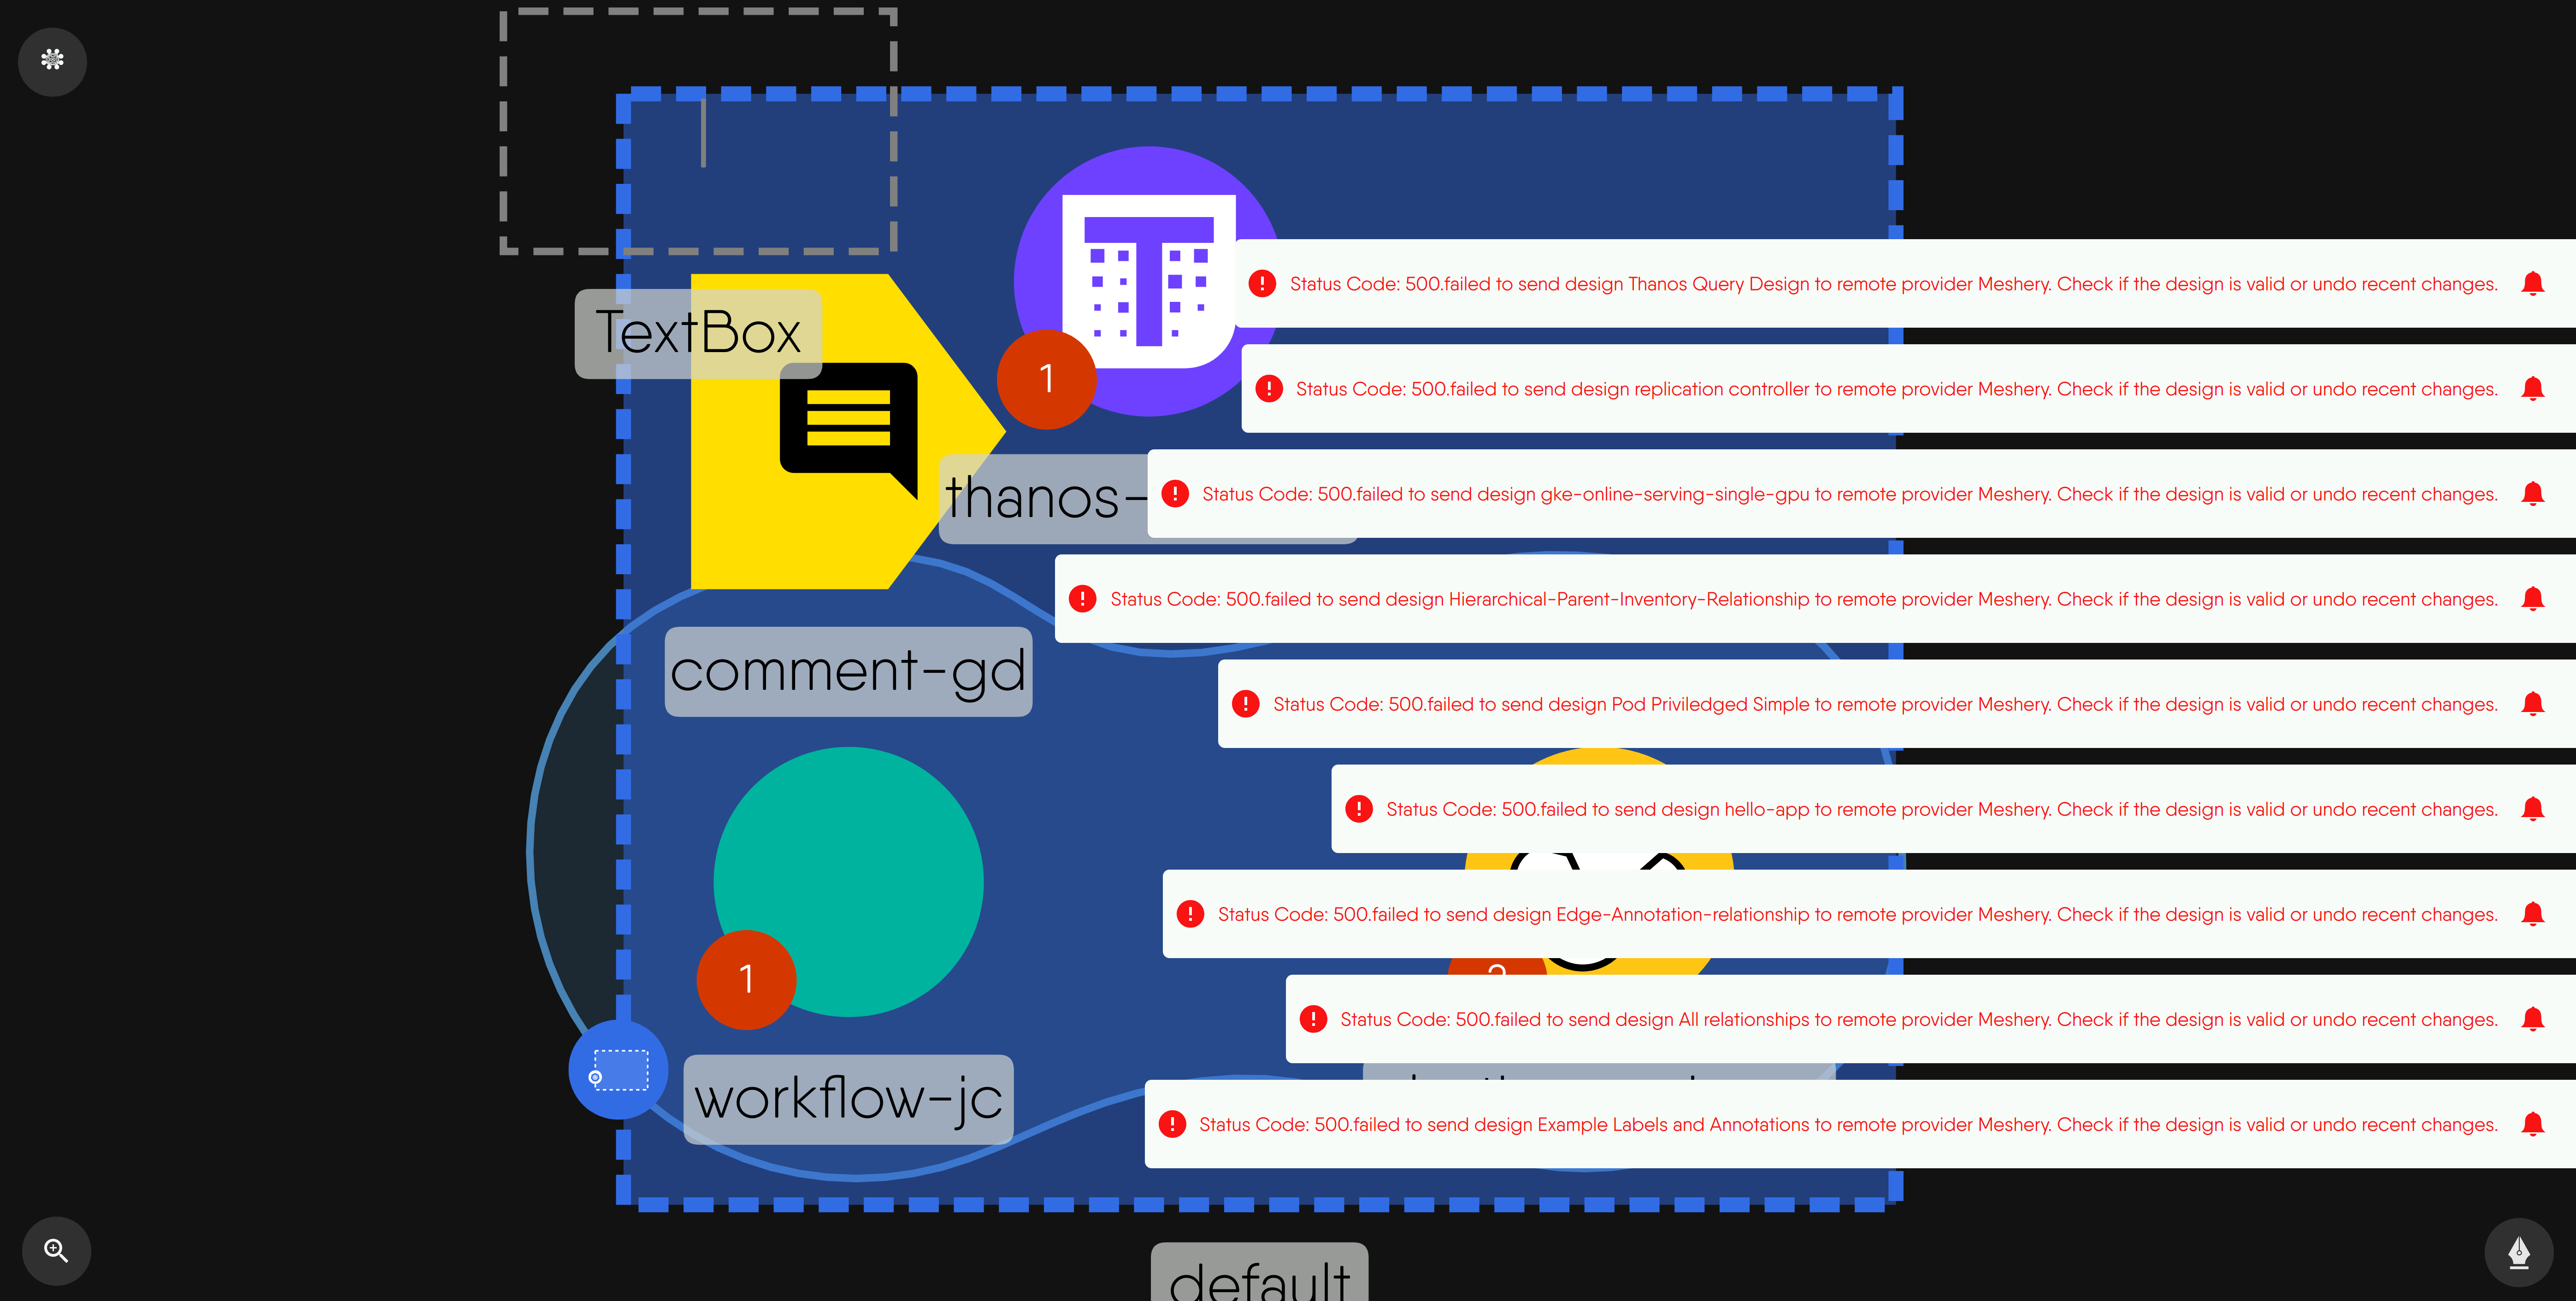 Status Code: 500.failed to send design Thanos Query Design to remote provider Meshery. Check if the design is valid or undo recent changes.
TextBox
1
Status Code: 500.failed to send design replication controller to remote provider Meshery. Check if the design is valid or undo recent changes.
thanos-
Status Code: 500.failed to send design gke-online-serving-single-gpu to remote provider Meshery. Check if the design is valid or undo recent changes.
Status Code: 500.failed to send design Hierarchical-Parent-Inventory-Relationship to remote provider Meshery. Check if the design is valid or undo recent changes.
comment-gd
Status Code: 500.failed to send design Pod Priviledged Simple to remote provider Meshery. Check if the design is valid or undo recent changes.
Status Code: 500.failed to send design hello-app to remote provider Meshery. Check if the design is valid or undo recent changes.
Status Code: 500.failed to send design Edge-Annotation-relationship to remote provider Meshery. Check if the design is valid or undo recent changes.
1
Status Code: 500.failed to send design All relationships to remote provider Meshery. Check if the design is valid or undo recent changes.
workflow-jc
Status Code: 500.failed to send design Example Labels and Annotations to remote provider Meshery. Check if the design is valid or undo recent changes.
default